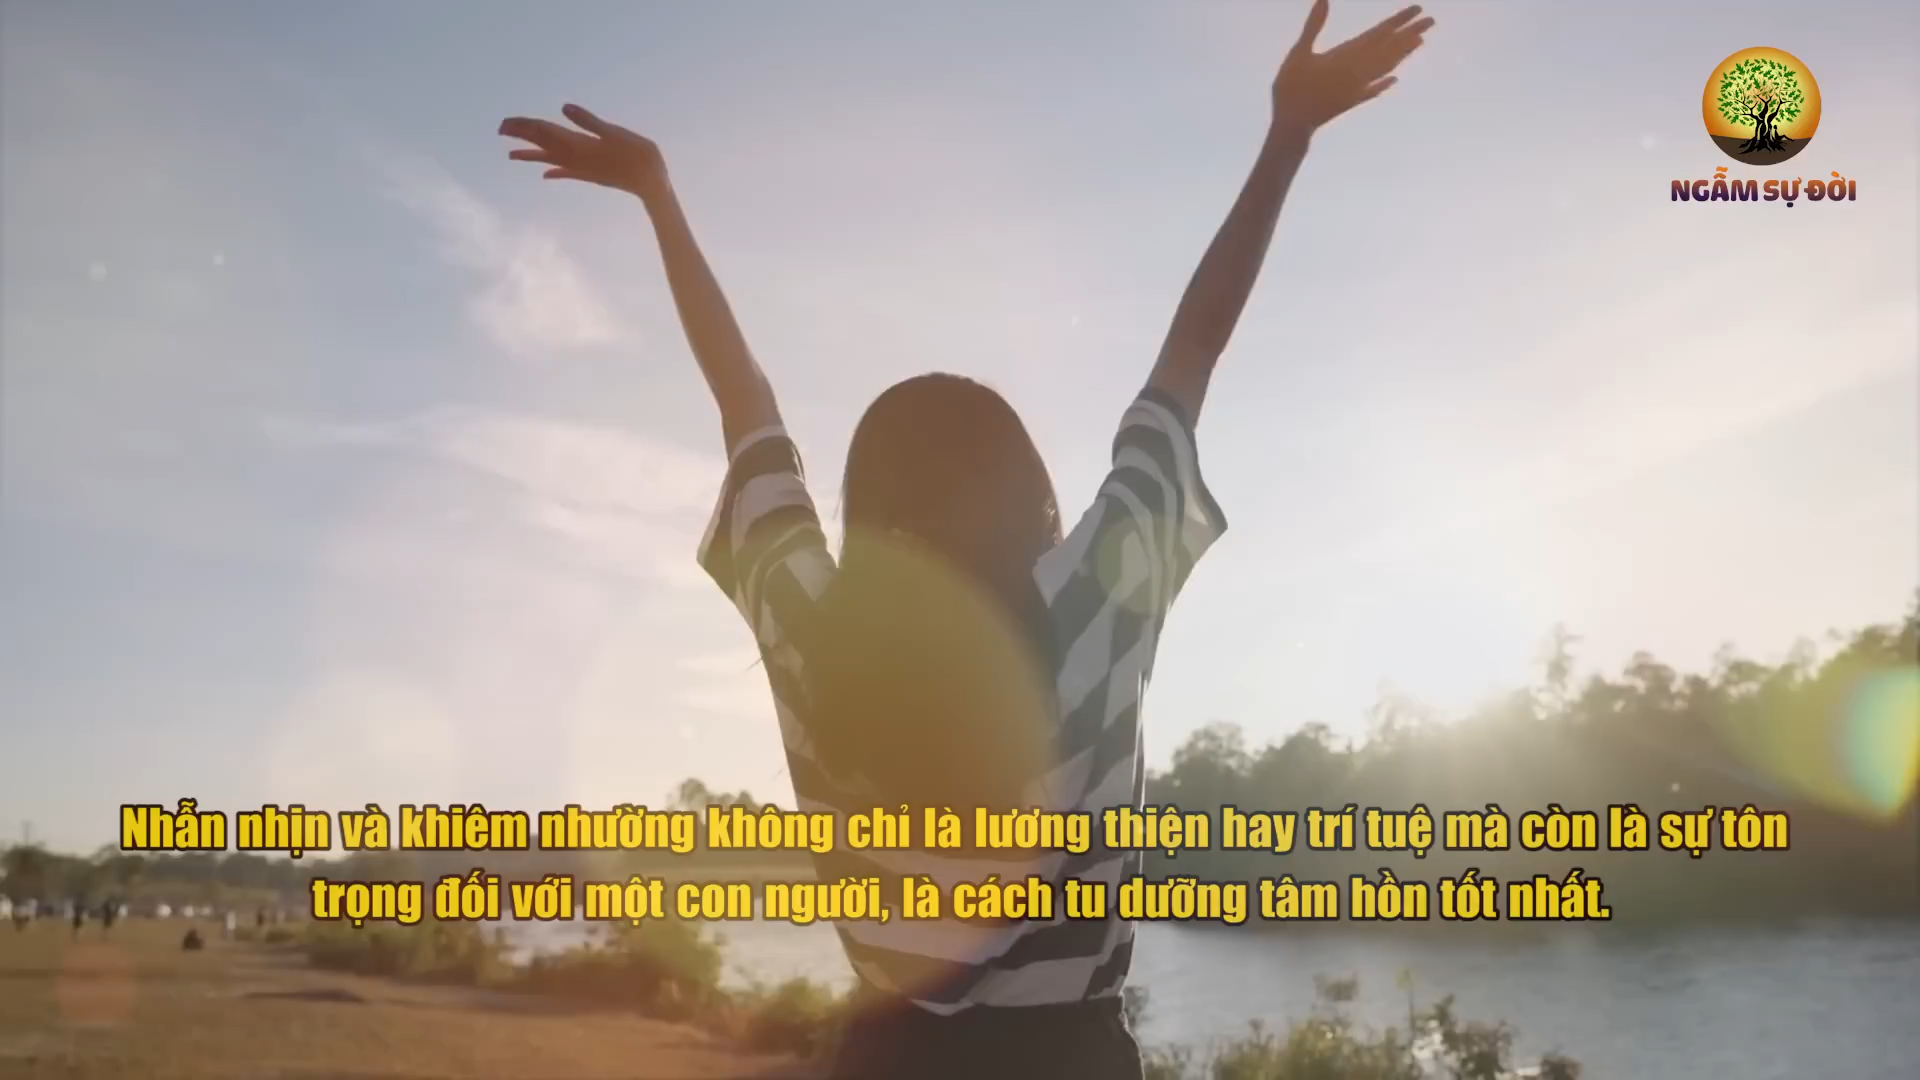 NGẪM SỰ ĐỜI
Nhẫn nhịn và khiêm nhường không chỉ là lương thiện hay trí tuệ mà còn là sự tôn
trọng đối với một con người, là cách tu dưỡng tâm hồn tốt nhất.